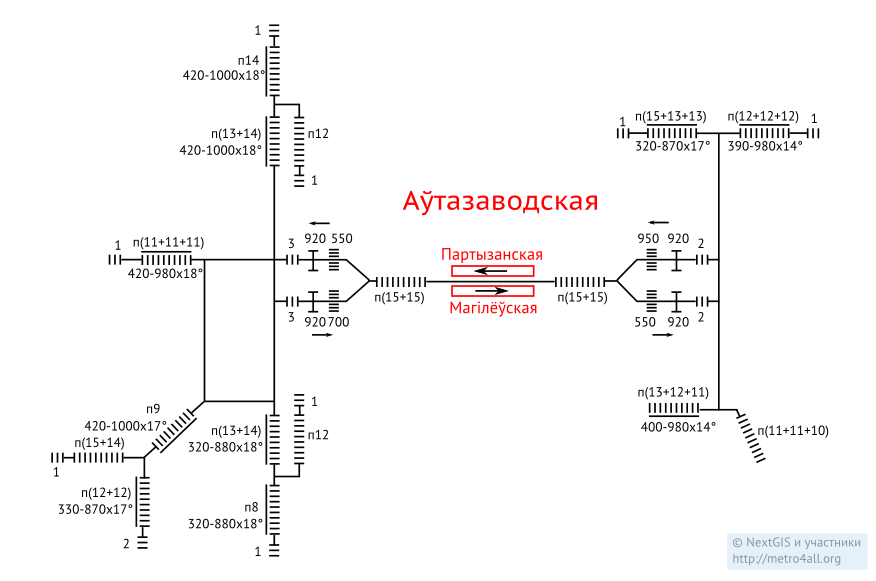 1
п14
420-1000x18°
п(13+14)
п12
420-1000x18°
1
п(15+13+13)
п(12+12+12)
1
1
320-870x17°
390-980x14°
Аўтазаводская
п(11+11+11)
1
420-980x18°
3
920
550
Партызанская
950
920
2
п(15+15)
п(15+15)
Магілёўская
3
920
700
550
920
2
п9
420-1000x17°
п(15+14)
1
п(12+12)
330-870x17°
2
1
п(13+14)
п12
320-880x18°
п8
320-880x18°
1
п(13+12+11)
400-980x14°
п(11+11+10)
© NextGIS и участники
http://metro4all.org